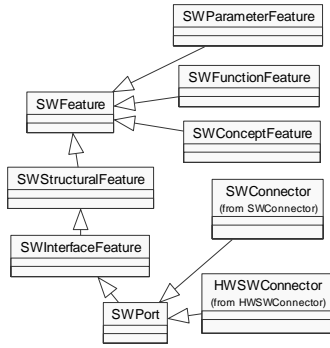 SWParameterFeature
SWFunctionFeature
SWFeature
SWConceptFeature
SWStructuralFeature
SWConnector
(from SWConnector)
SWInterfaceFeature
HWSWConnector
(from HWSWConnector)
SWPort